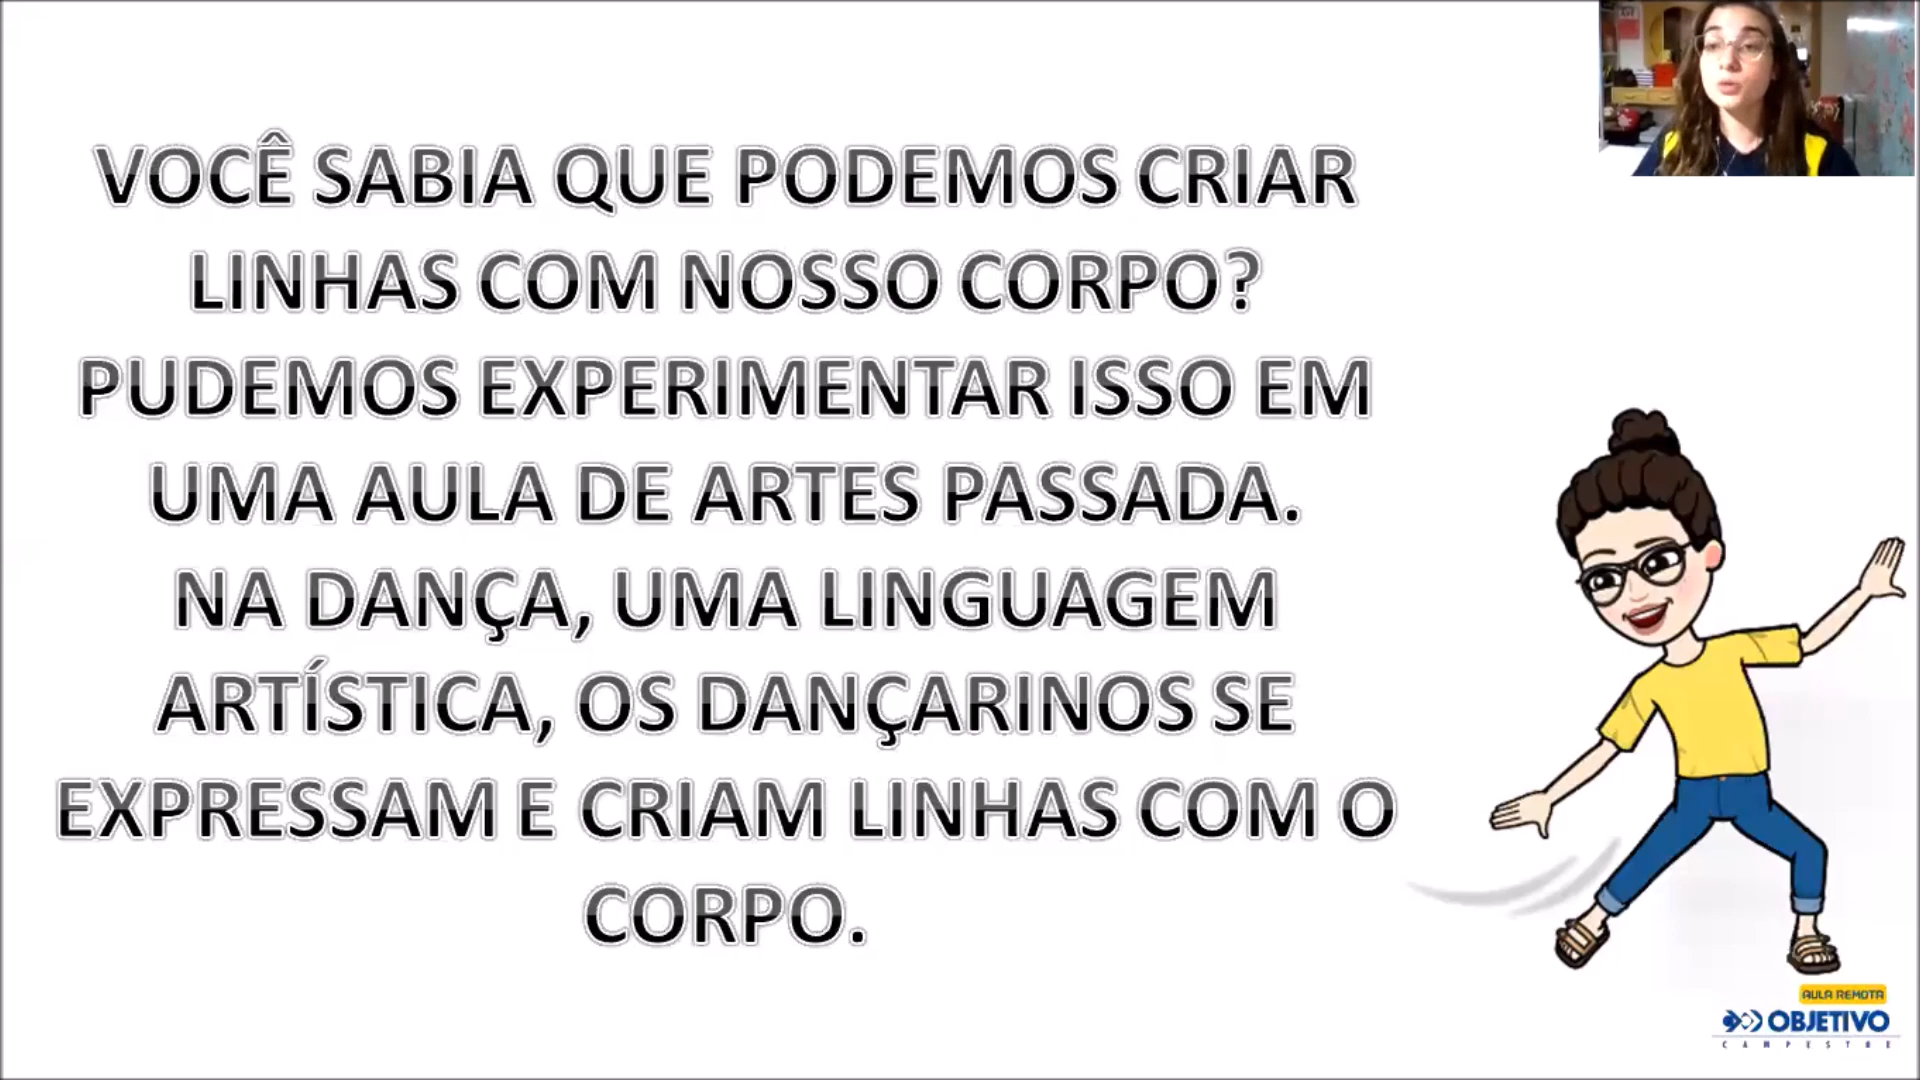 VOCÊ SABIA QUE PODEMOS CRIAR
LINHAS COM NOSSO CORPO?
PUDEMOS EXPERIMENTAR ISSO EM
UMA AULA DE ARTES PASSADA.
NA DANÇA, UMA LINGUAGEM
ARTÍSTICA, OS DANÇARINOS SE
EXPRESSAM E CRIAM LINHAS COM O
CORPO.
AULA REMOTA
OBJETIVO
CAMPESTRE